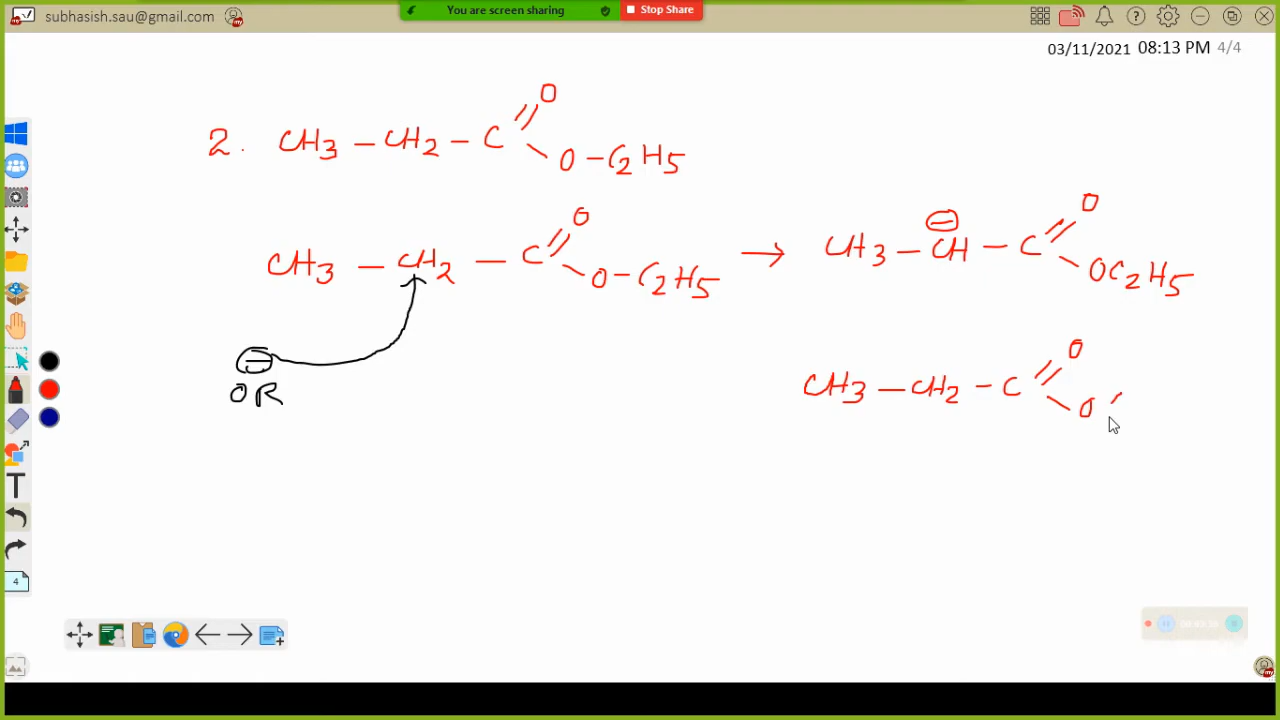 subhasish.sau@gmail.com
You are screen sharing
Stop Share
03/11/2021 08:13 PM 4/4
O
2. CH3 - CH2 - C
O - C2H5
O
CH3 - CH2 - C
O - C2H5
→
O
⊖
CH3 - CH - C
OC2H5
⊖
OR
O
CH3 - CH2 - C
O
T
4